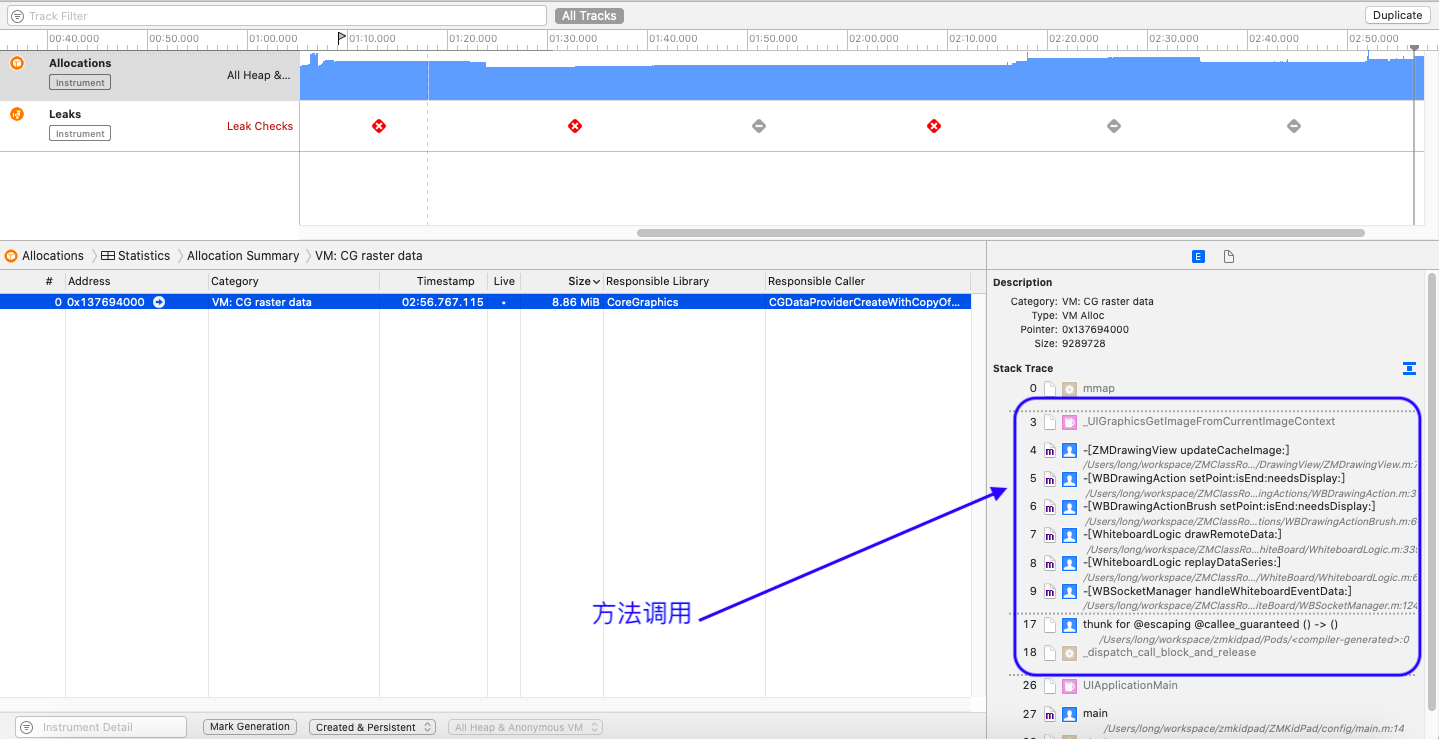 Track Filter
All Tracks
Duplicate
00:40.000 00:50.000 01:00.000 01:10.000 01:20.000 01:30.000 01:40.000 01:50.000 02:00.000 02:10.000 02:20.000 02:30.000 02:40.000 02:50.000
Allocations
Instrument
All Heap &...
Leaks
Instrument
Leak Checks
Allocations Statistics Allocation Summary VM: CG raster data
# Address Category Timestamp Live Size Responsible Library Responsible Caller
0 0x137694000 VM: CG raster data 02:56.767.115 • 8.86 MiB CoreGraphics CGDataProviderCreateWithCopyOf...
E
Description
Category: VM: CG raster data
Type: VM Alloc
Pointer: 0x137694000
Size: 9289728
Stack Trace
0 mmap
3 _UIGraphicsGetImageFromCurrentImageContext
4 m -[ZMDrawingView updateCacheImage:]
/Users/long/workspace/ZMClassRo.../DrawingView/ZMDrawingView.m:7
5 m -[WBDrawingAction setPoint:isEnd:needsDisplay:]
/Users/long/workspace/ZMClassRo...ingActions/WBDrawingAction.m:3
6 m -[WBDrawingActionBrush setPoint:isEnd:needsDisplay:]
/Users/long/workspace/ZMClassRo...tions/WBDrawingActionBrush.m:6
7 m -[WhiteboardLogic drawRemoteData:]
/Users/long/workspace/ZMClassRo...hiteBoard/WhiteboardLogic.m:339
8 m -[WhiteboardLogic replayDataSeries:]
/Users/long/workspace/ZMClassRo.../WhiteBoard/WhiteboardLogic.m:6
9 m -[WBSocketManager handleWhiteboardEventData:]
/Users/long/workspace/ZMClassRo...iteBoard/WBSocketManager.m:124
17 thunk for @escaping @callee_guaranteed () -> ()
/Users/long/workspace/zmkidpad/Pods/<compiler-generated>:0
18 _dispatch_call_block_and_release
26 UIApplicationMain
27 m main
/Users/long/workspace/zmkidpad/ZMKidPad/config/main.m:14
方法调用
Instrument Detail
Mark Generation
Created & Persistent
All Heap & Anonymous VM